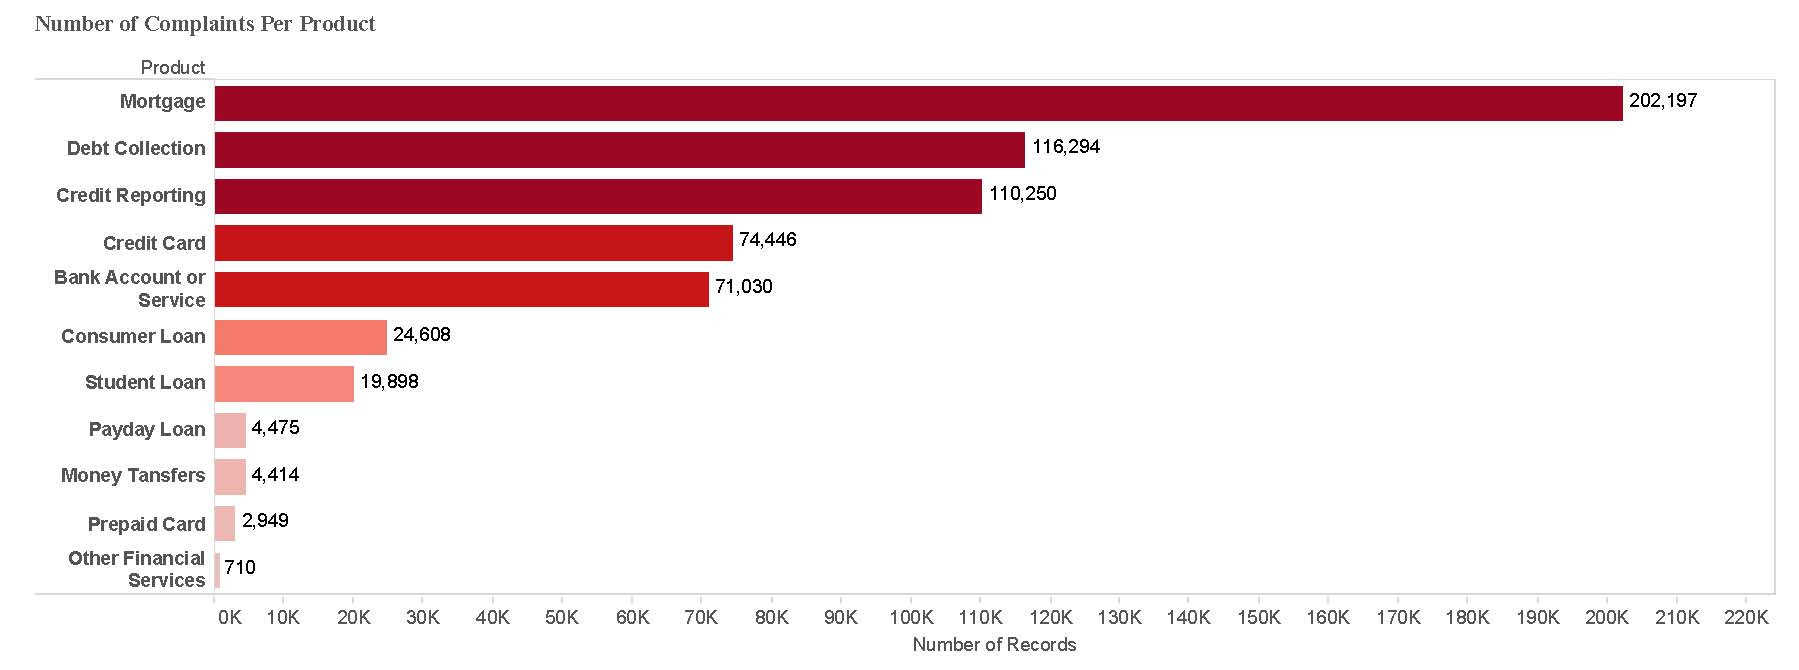 Number of Complaints Per Product
Product
Mortgage 202,197
Debt Collection 116,294
Credit Reporting 110,250
Credit Card 74,446
Bank Account or
Service 71,030
Consumer Loan 24,608
Student Loan 19,898
Payday Loan 4,475
Money Tansfers 4,414
Prepaid Card 2,949
Other Financial
Services 710
0K 10K 20K 30K 40K 50K 60K 70K 80K 90K 100K 110K 120K 130K 140K 150K 160K 170K 180K 190K 200K 210K 220K
Number of Records